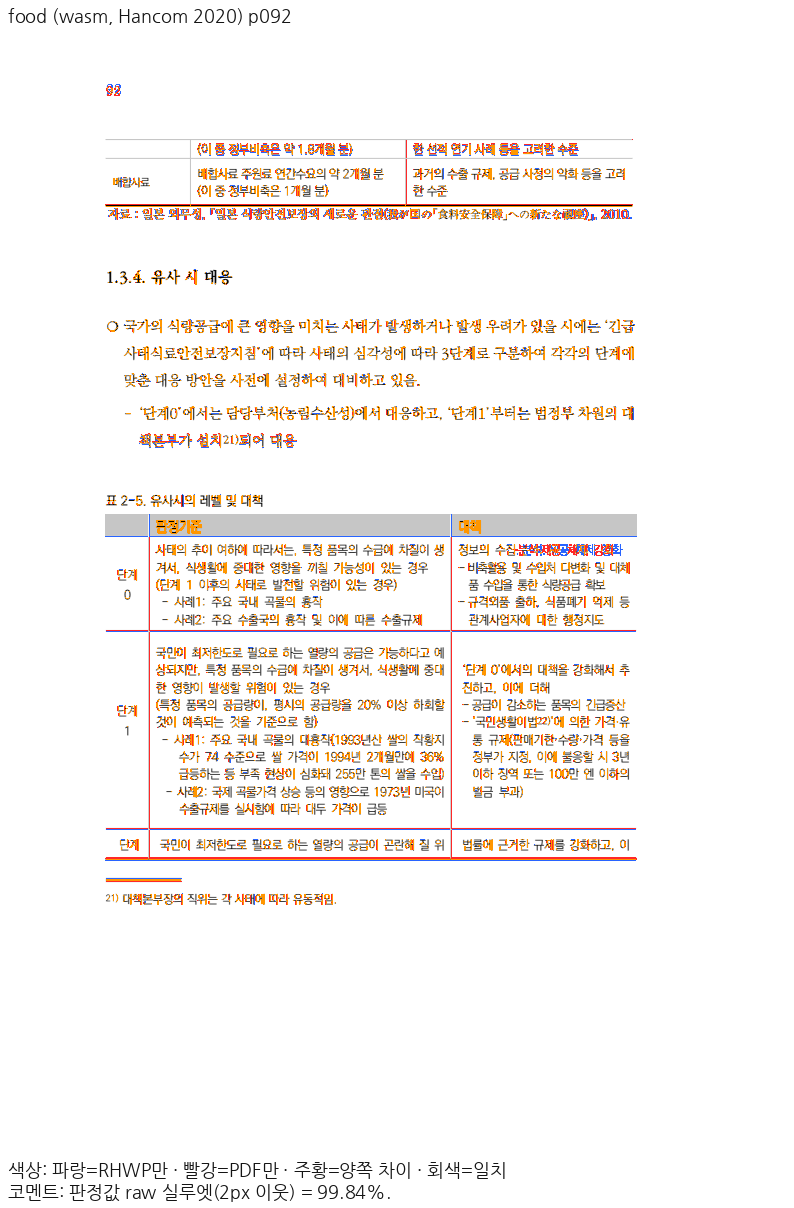 food (wasm, Hancom 2020) p092
(이 중 정부비축은 약 1.8개월 분)
한 선적 연기 사례 등을 고려한 수준
배합사료
배합사료 주원료 연간수요의 약 2개월 분
(이 중 정부비축은 1개월 분)
과거의 수출 규제, 공급 사정의 악화 등을 고려
한 수준
자료 : 일본 외무성, 『일본 식량안전보장의 새로운 관점(我が国の「食料安全保障」への新たな視座)』, 2010.
1.3.4. 유사 시 대응
❍ 국가의 식량공급에 큰 영향을 미치는 사태가 발생하거나 발생 우려가 있을 시에는 ‘긴급
사태식료안전보장지침’에 따라 사태의 심각성에 따라 3단계로 구분하여 각각의 단계에
맞춘 대응 방안을 사전에 설정하여 대비하고 있음.
- ‘단계0’에서는 담당부처(농림수산성)에서 대응하고, ‘단계1’부터는 범정부 차원의 대
책본부가 설치21)되어 대응
표 2-5. 유사시의 레벨 및 대책
판정기준
대책
단계
0
사태의 추이 여하에 따라서는, 특정 품목의 수급에 차질이 생
겨서, 식생활에 중대한 영향을 끼칠 가능성이 있는 경우
(단계 1 이후의 사태로 발전할 위험이 있는 경우)
- 사례1: 주요 국내 곡물의 흉작
- 사례2: 주요 수출국의 흉작 및 이에 따른 수출규제
정보의 수집
- 비축활용 및 수입처 다변화 및 대체
품 수입을 통한 식량공급 확보
- 규격외품 출하, 식품폐기 억제 등
관계사업자에 대한 행정지도
단계
1
국민이 최저한도로 필요로 하는 열량의 공급은 가능하다고 예
상되지만, 특정 품목의 수급에 차질이 생겨서, 식생활에 중대
한 영향이 발생할 위험이 있는 경우
(특정 품목의 공급량이, 평시의 공급량을 20% 이상 하회할
것이 예측되는 것을 기준으로 함)
- 사례1: 주요 국내 곡물의 대흉작(1993년산 쌀의 작황지
수가 74 수준으로 쌀 가격이 1994년 2개월만에 36%
급등하는 등 부족 현상이 심화돼 255만 톤의 쌀을 수입)
- 사례2: 국제 곡물가격 상승 등의 영향으로 1973년 미국이
수출규제를 실시함에 따라 대두 가격이 급등
‘단계 0’에서의 대책을 강화해서 추
진하고, 이에 더해
- 공급이 감소하는 품목의 긴급증산
- ‘국민생활이법22)’에 의한 가격·유
통 규제(판매기한·수량·가격 등을
정부가 지정, 이에 불응할 시 3년
이하 징역 또는 100만 엔 이하의
벌금 부과)
단계
국민이 최저한도로 필요로 하는 열량의 공급이 곤란해 질 위
법률에 근거한 규제를 강화하고, 이
21) 대책본부장의 직위는 각 사태에 따라 유동적임.
색상: 파랑=RHWP만 · 빨강=PDF만 · 주황=양쪽 차이 · 회색=일치
코멘트: 판정값 raw 실루엣(2px 이웃) = 99.84%.